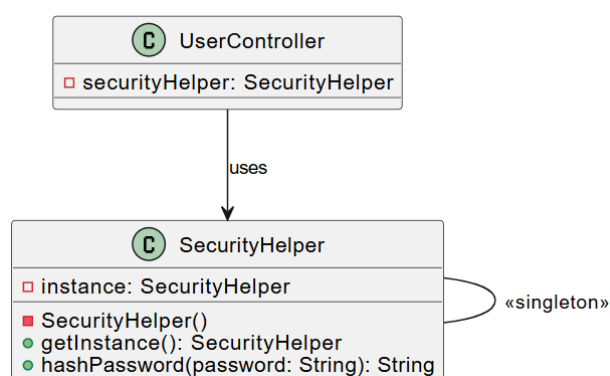 C UserController
securityHelper: SecurityHelper
uses
C SecurityHelper
instance: SecurityHelper
«singleton»
SecurityHelper()
getInstance(): SecurityHelper
hashPassword(password: String): String